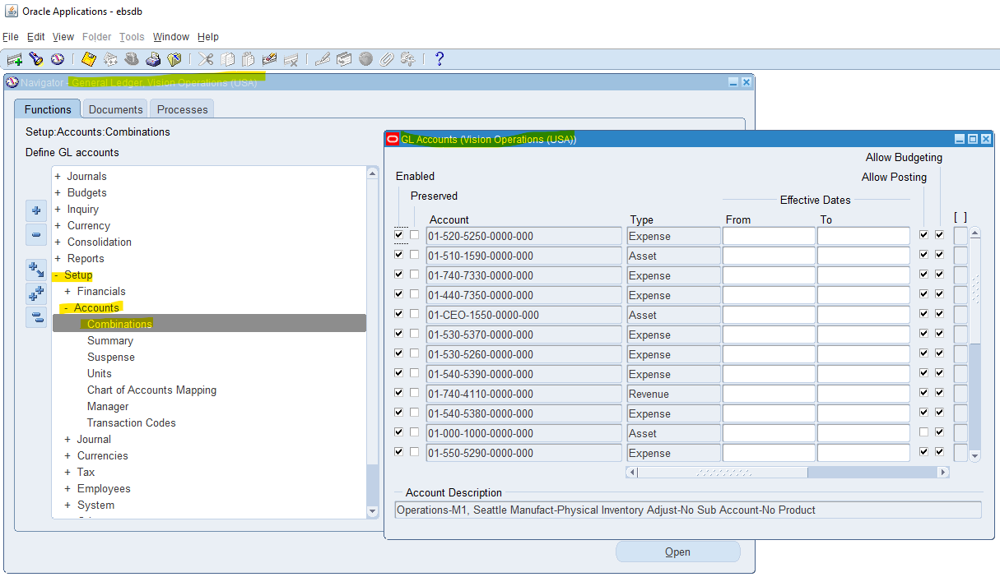 Oracle Applications - ebsdb
File Edit View Folder Tools Window Help
Navigator - General Ledger, Vision Operations (USA)
Functions Documents Processes
Setup:Accounts:Combinations
Define GL accounts
+ Journals
+ Budgets
+ Inquiry
+ Currency
+ Consolidation
+ Reports
- Setup
+ Financials
- Accounts
Combinations
Summary
Suspense
Units
Chart of Accounts Mapping
Manager
Transaction Codes
+ Journal
+ Currencies
+ Tax
+ Employees
+ System
Open
GL Accounts (Vision Operations (USA))
Allow Budgeting
Enabled Allow Posting
Preserved Effective Dates
Account Type From To [ ]
01-520-5250-0000-000 Expense
01-510-1590-0000-000 Asset
01-740-7330-0000-000 Expense
01-440-7350-0000-000 Expense
01-CEO-1550-0000-000 Asset
01-530-5370-0000-000 Expense
01-530-5260-0000-000 Expense
01-540-5390-0000-000 Expense
01-740-4110-0000-000 Revenue
01-540-5380-0000-000 Expense
01-000-1000-0000-000 Asset
01-550-5290-0000-000 Expense
Account Description
Operations-M1, Seattle Manufact-Physical Inventory Adjust-No Sub Account-No Product